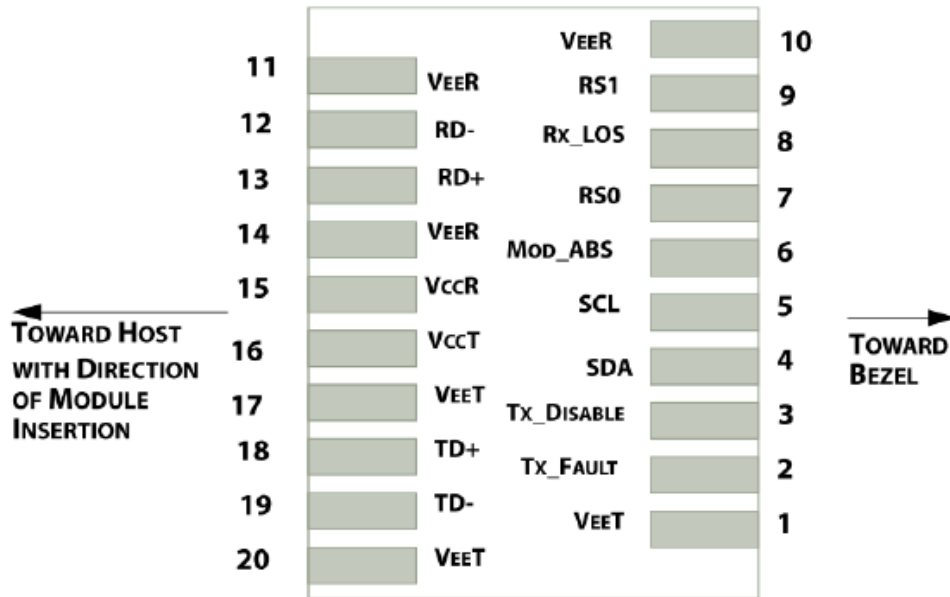 11 VEER
12 RD-
13 RD+
14 VEER
15 VCCR
16 VCCT
17 VEET
18 TD+
19 TD-
20 VEET
TOWARD HOST
WITH DIRECTION
OF MODULE
INSERTION
VEER 10
RS1 9
RX_LOS 8
RS0 7
MOD_ABS 6
SCL 5
SDA 4
TX_DISABLE 3
TX_FAULT 2
VEET 1
TOWARD
BEZEL